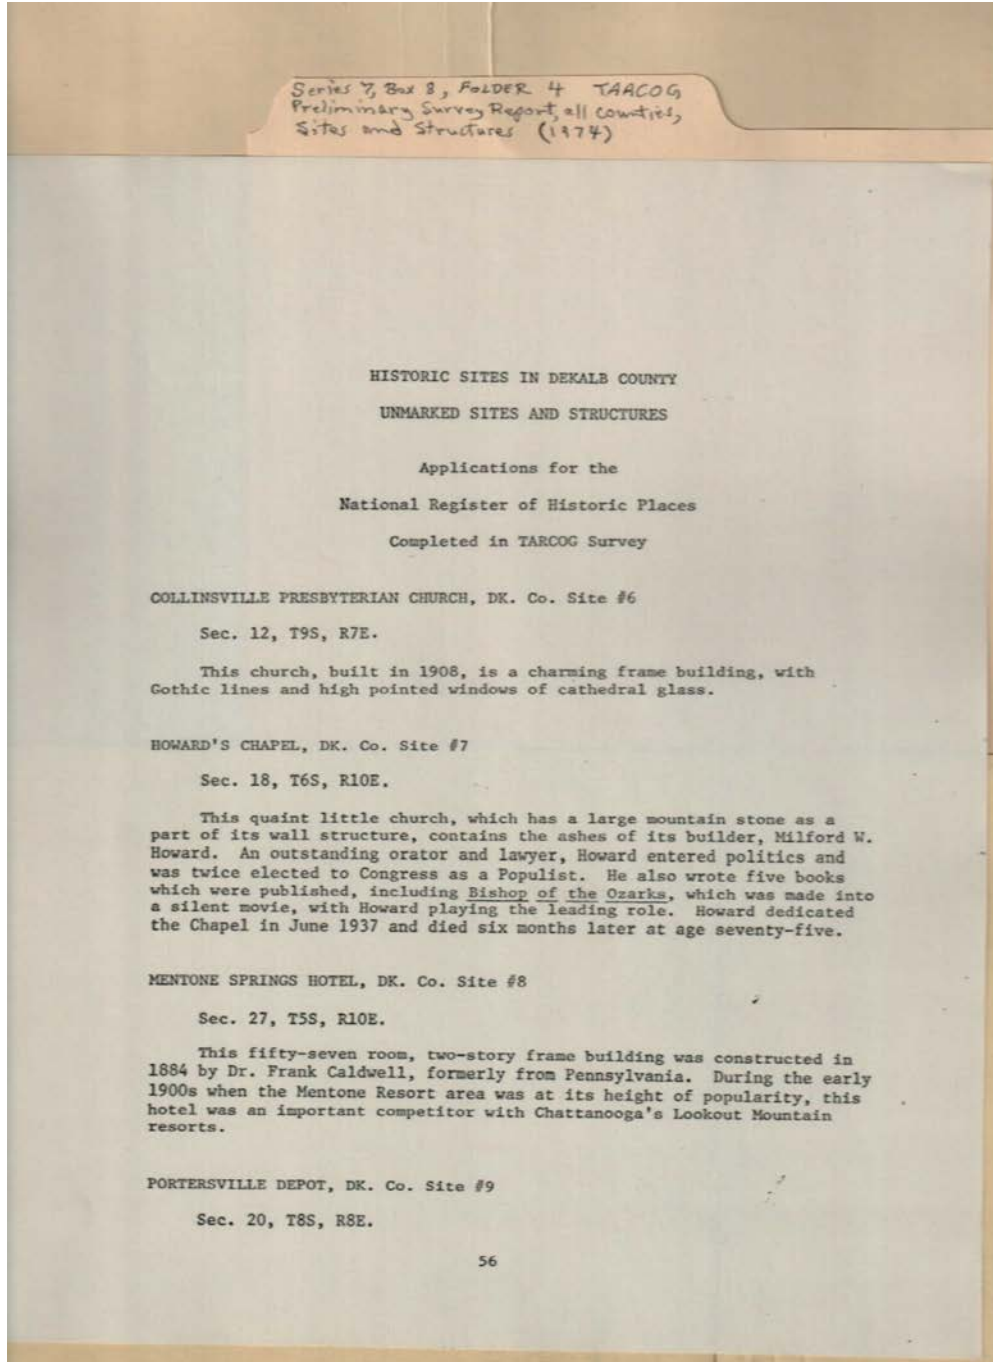 Series 7, Box 8, FOLDER 4 TAACOG
Preliminary Survey Report, all counties,
Sites and Structures (1974)
HISTORIC SITES IN DEKALB COUNTY
UNMARKED SITES AND STRUCTURES
Applications for the
National Register of Historic Places
Completed in TARCOG Survey
COLLINSVILLE PRESBYTERIAN CHURCH, DK. Co. Site #6
Sec. 12, T9S, R7E.
This church, built in 1908, is a charming frame building, with
Gothic lines and high pointed windows of cathedral glass.
HOWARD'S CHAPEL, DK. Co. Site #7
Sec. 18, T6S, R10E.
This quaint little church, which has a large mountain stone as a
part of its wall structure, contains the ashes of its builder, Milford W.
Howard. An outstanding orator and lawyer, Howard entered politics and
was twice elected to Congress as a Populist. He also wrote five books
which were published, including Bishop of the Ozarks, which was made into
a silent movie, with Howard playing the leading role. Howard dedicated
the Chapel in June 1937 and died six months later at age seventy-five.
MENTONE SPRINGS HOTEL, DK. Co. Site #8
Sec. 27, T5S, R10E.
This fifty-seven room, two-story frame building was constructed in
1884 by Dr. Frank Caldwell, formerly from Pennsylvania. During the early
1900s when the Mentone Resort area was at its height of popularity, this
hotel was an important competitor with Chattanooga's Lookout Mountain
resorts.
PORTERSVILLE DEPOT, DK. Co. Site #9
Sec. 20, T8S, R8E.
56